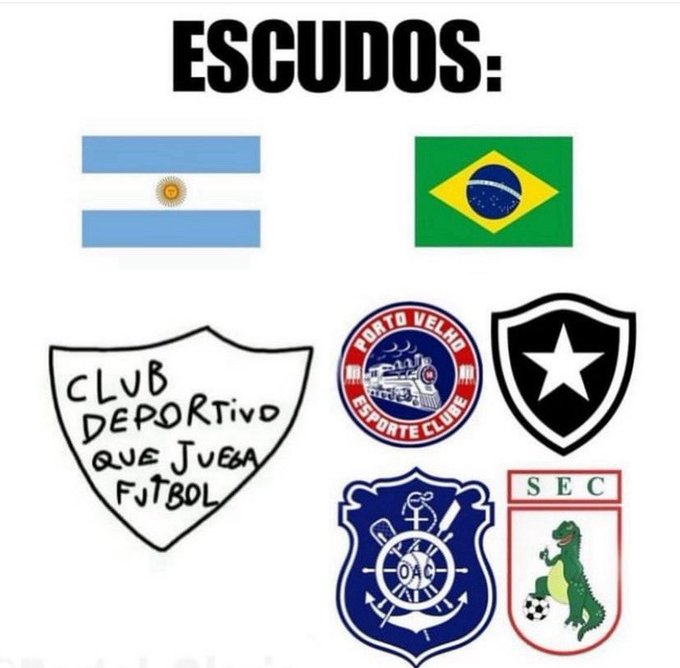 ESCUDOS:
CLUB
DEPORTIVO
QUE JUEGA
FUTBOL
PORTO VELHO
ESPORTE CLUBE
OAC
S E C